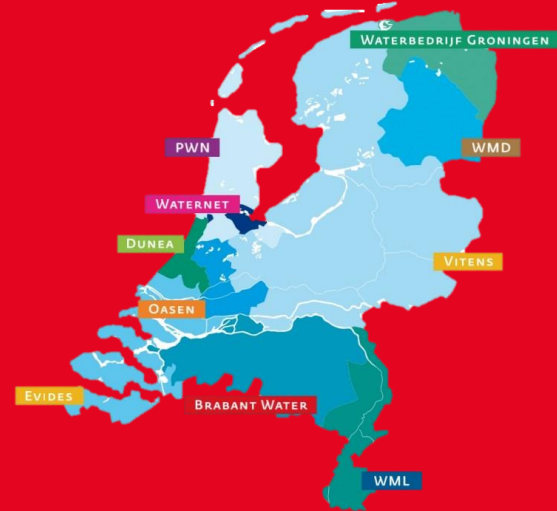 WATERBEDRIJF GRONINGEN
PWN
WMD
WATERNET
DUNEA
VITENS
OASEN
EVIDES
BRABANT WATER
WML